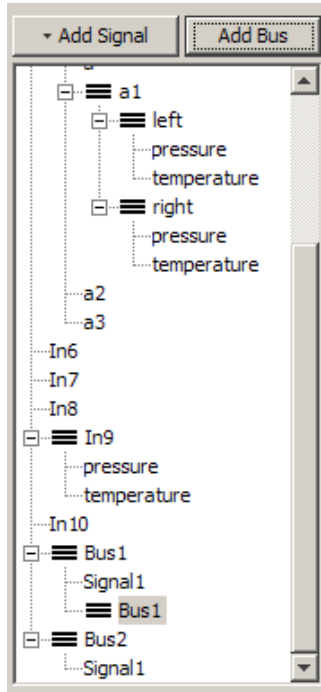 Add Signal
Add Bus
a1
left
pressure
temperature
right
pressure
temperature
a2
a3
In6
In7
In8
In9
pressure
temperature
In10
Bus1
Signal1
Bus1
Bus2
Signal1